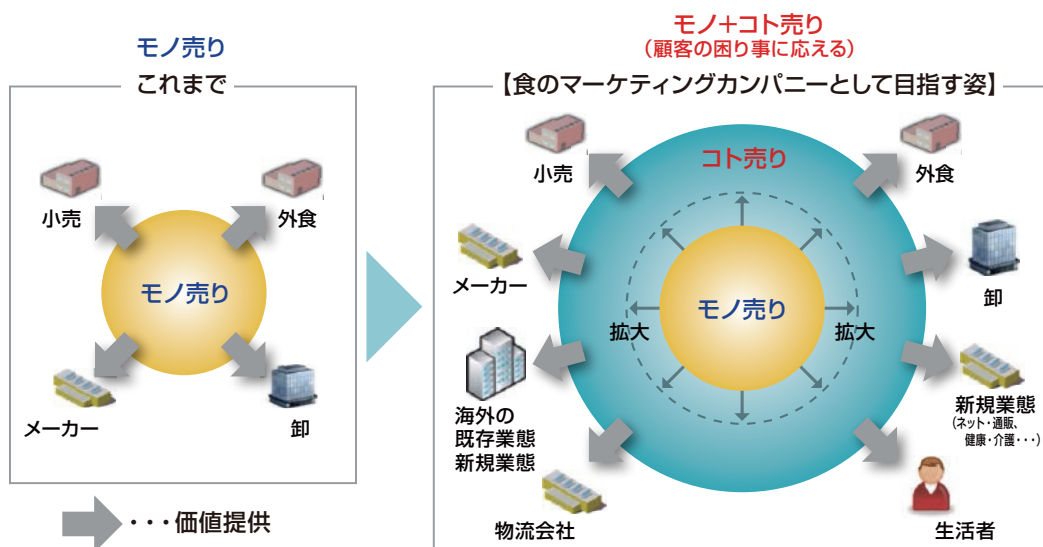 モノ売り
これまで
小売
外食
モノ売り
メーカー
卸
・・・価値提供
モノ＋コト売り
（顧客の困り事に応える）
【食のマーケティングカンパニーとして目指す姿】
コト売り
小売
外食
メーカー
卸
モノ売り
拡大
拡大
海外の
既存業態
新規業態
新規業態
（ネット・通販、
健康・介護・・・）
物流会社
生活者